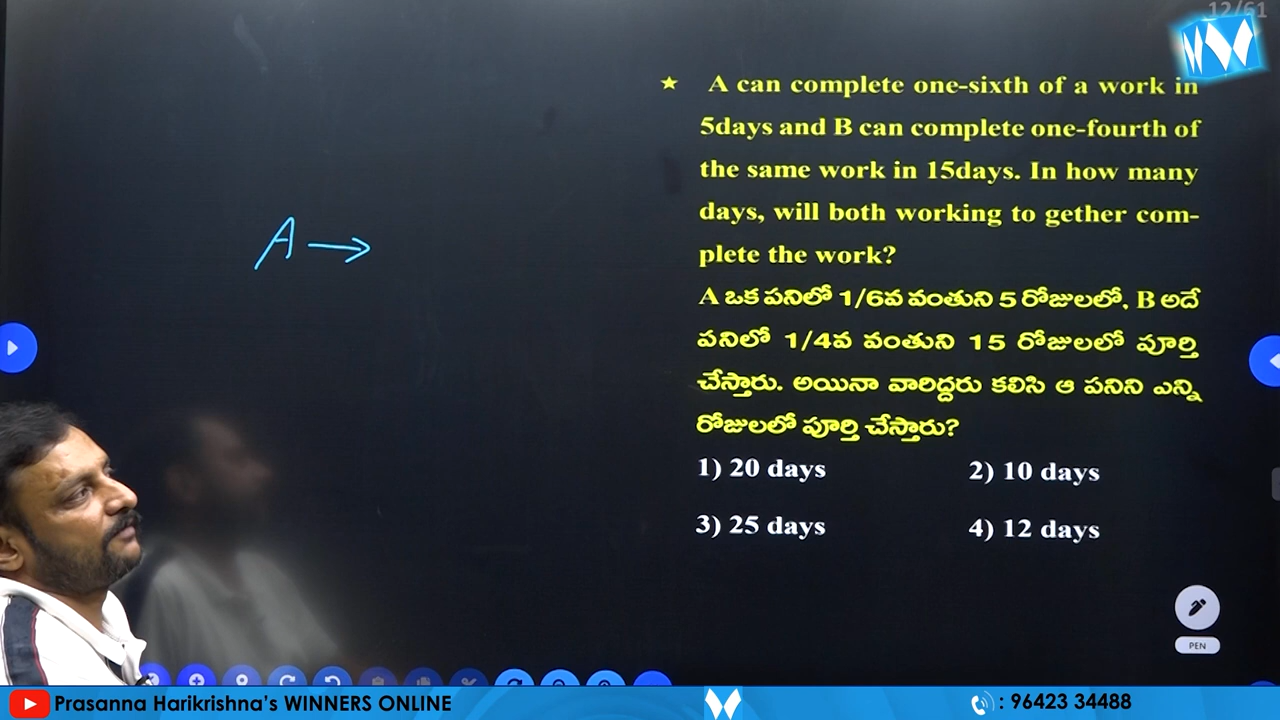 12/61
★ A can complete one-sixth of a work in
5days and B can complete one-fourth of
the same work in 15days. In how many
days, will both working to gether com-
plete the work?
A ఒక పనిలో 1/6వ వంతుని 5 రోజులలో, B అదే
పనిలో 1/4వ వంతుని 15 రోజులలో పూర్తి
చేస్తారు. అయినా వారిద్దరు కలిసి ఆ పనిని ఎన్ని
రోజులలో పూర్తి చేస్తారు?
1) 20 days 2) 10 days
3) 25 days 4) 12 days
A →
PEN
Prasanna Harikrishna's WINNERS ONLINE
: 96423 34488